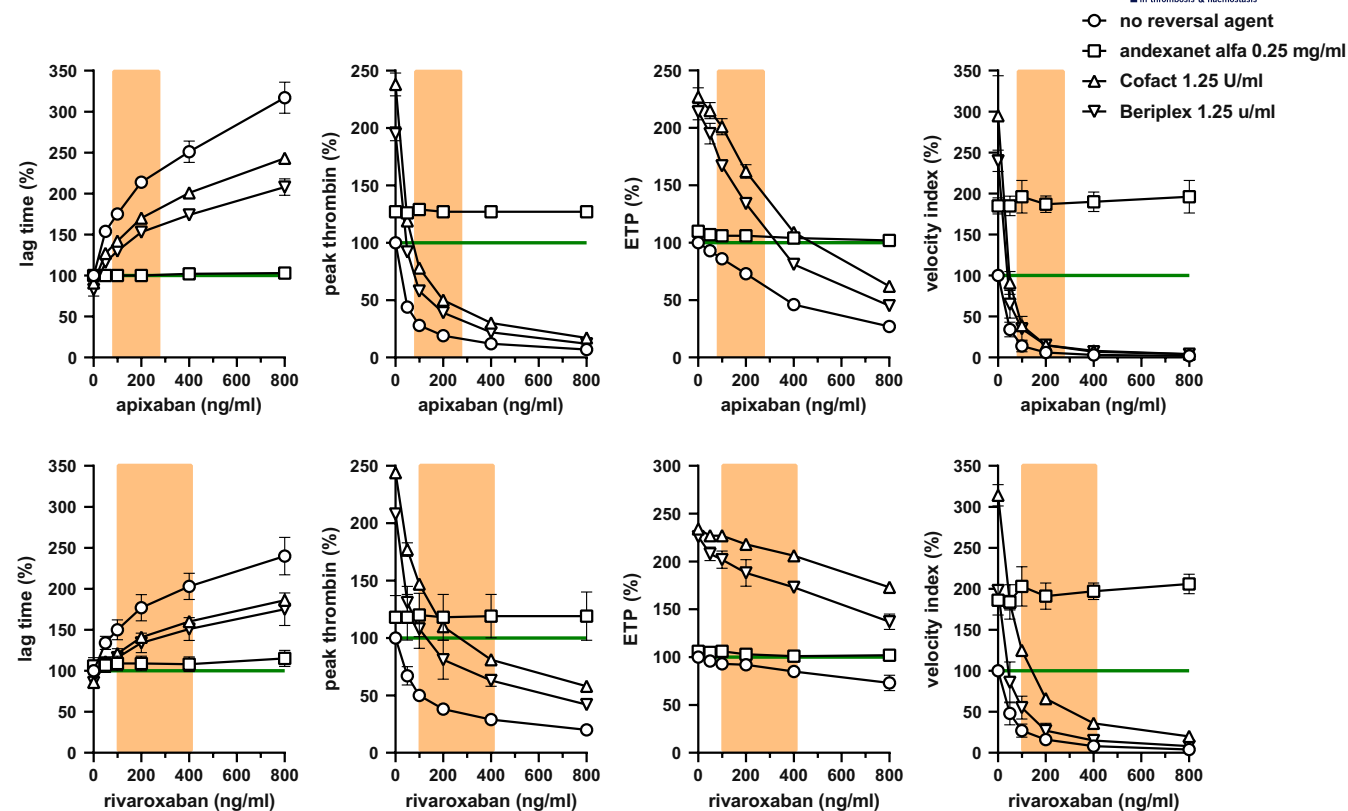 in thrombosis & haemostasis
no reversal agent
andexanet alfa 0.25 mg/ml
Cofact 1.25 U/ml
Beriplex 1.25 u/ml
lag time (%)
350
300
250
200
150
100
50
0
0 200 400 600 800
apixaban (ng/ml)
peak thrombin (%)
250
200
150
100
50
0
0 200 400 600 800
apixaban (ng/ml)
ETP (%)
250
200
150
100
50
0
0 200 400 600 800
apixaban (ng/ml)
velocity index (%)
350
300
250
200
150
100
50
0
0 200 400 600 800
apixaban (ng/ml)
lag time (%)
350
300
250
200
150
100
50
0
0 200 400 600 800
rivaroxaban (ng/ml)
peak thrombin (%)
250
200
150
100
50
0
0 200 400 600 800
rivaroxaban (ng/ml)
ETP (%)
300
250
200
150
100
50
0
0 200 400 600 800
rivaroxaban (ng/ml)
velocity index (%)
350
300
250
200
150
100
50
0
0 200 400 600 800
rivaroxaban (ng/ml)